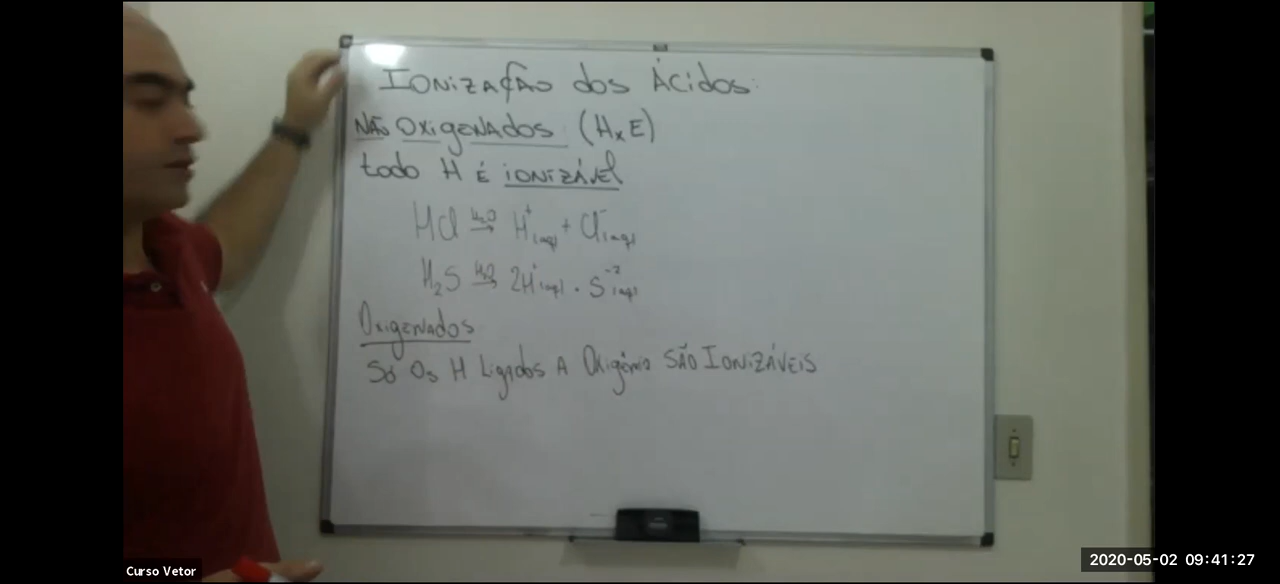 Ionização dos Ácidos:
Não Oxigenados (HxE)
todo H é ionizável
HCl H2O→ H+(aq) + Cl-(aq)
H2S H2O→ 2H+(aq) + S-2(aq)
Oxigenados
Só Os H Ligados A Oxigênio São Ionizáveis
Curso Vetor
2020-05-02 09:41:27